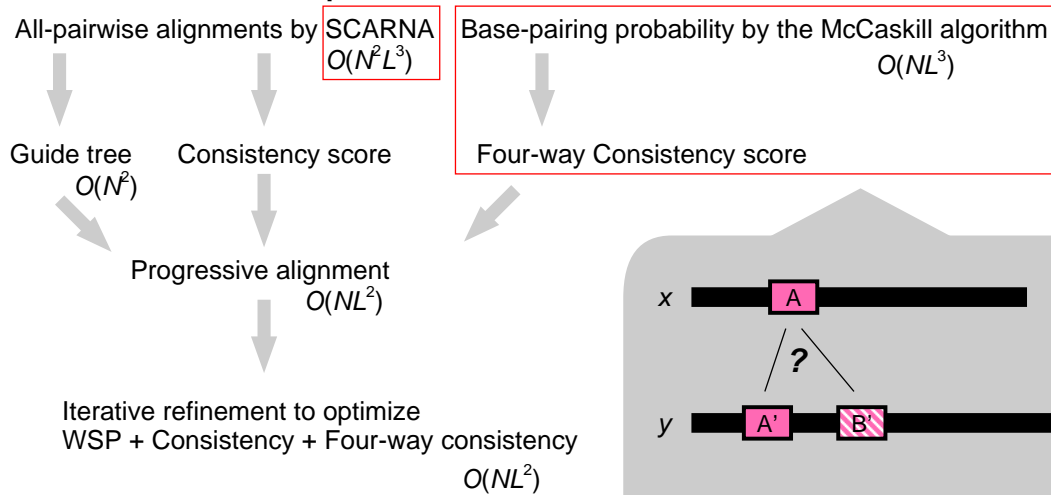 All-pairwise alignments by SCARNA
O(N²L³)
Base-pairing probability by the McCaskill algorithm
O(NL³)
Guide tree
O(N²)
Consistency score
Four-way Consistency score
Progressive alignment
O(NL²)
Iterative refinement to optimize
WSP + Consistency + Four-way consistency
O(NL²)
x
A
?
y
A'
B'